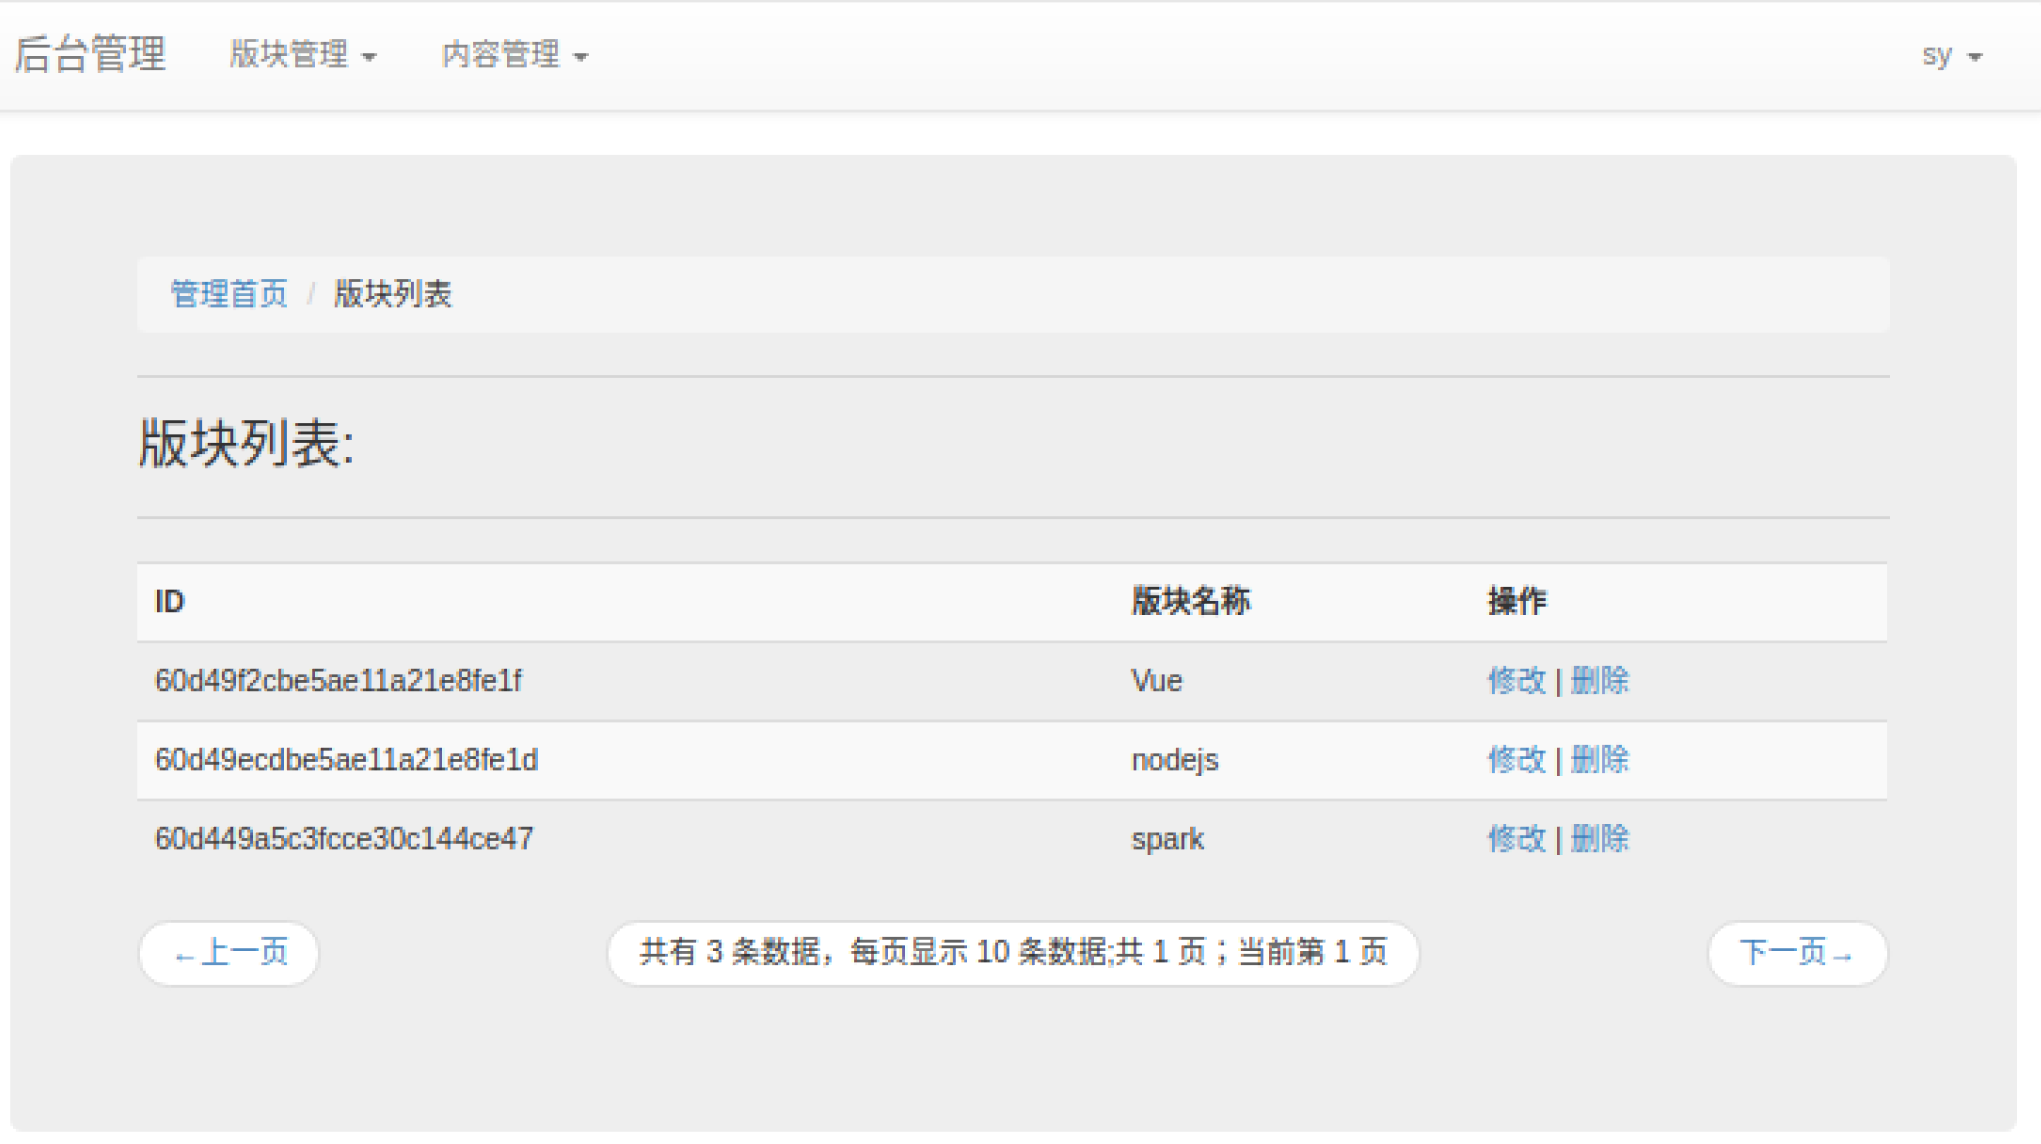 后台管理 版块管理 内容管理 sy
管理首页 / 版块列表
版块列表:
ID 版块名称 操作
60d49f2cbe5ae11a21e8fe1f Vue 修改 | 删除
60d49ecdbe5ae11a21e8fe1d nodejs 修改 | 删除
60d449a5c3fcce30c144ce47 spark 修改 | 删除
←上一页 共有 3 条数据，每页显示 10 条数据;共 1 页；当前第 1 页 下一页→